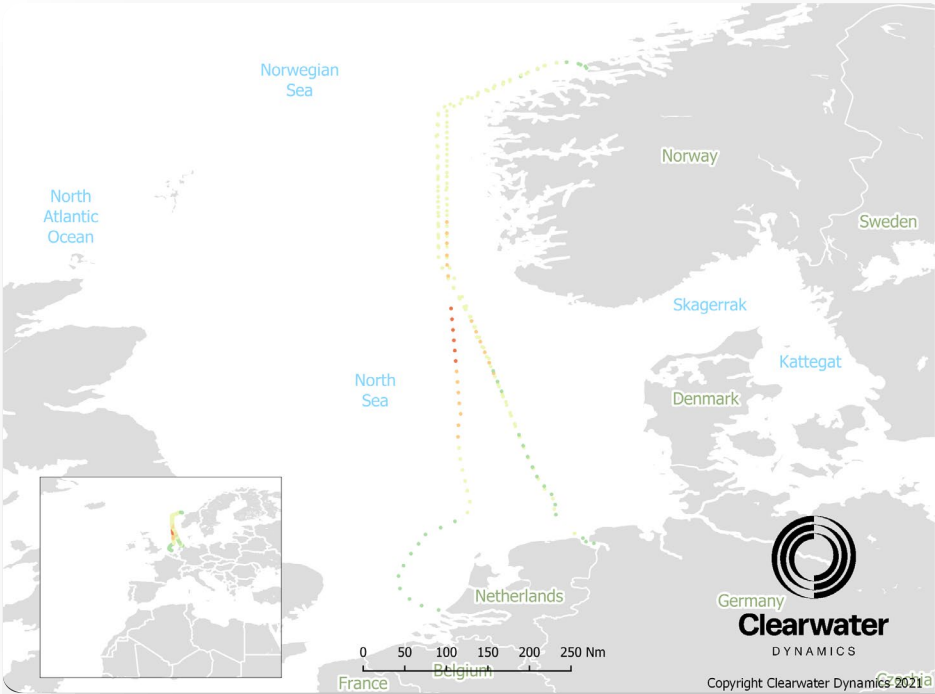 Norwegian
Sea
Norway
North
Atlantic
Ocean
Sweden
Skagerrak
Kattegat
North
Sea
Denmark
Netherlands
Germany
Clearwater
DYNAMICS
0 50 100 150 200 250 Nm
Belgium
France
Czechia
Copyright Clearwater Dynamics 2021